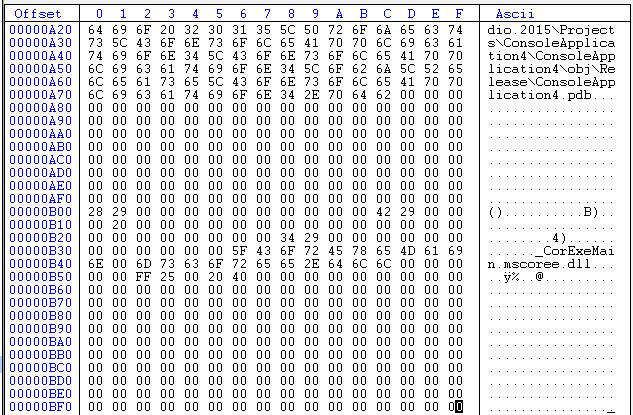 Offset 0 1 2 3 4 5 6 7 8 9 A B C D E F Ascii
00000A20 64 69 6F 20 32 30 31 35 5C 50 72 6F 6A 65 63 74 dio.2015\Project
00000A30 73 5C 43 6F 6E 73 6F 6C 65 41 70 70 6C 69 63 61 s\ConsoleApplica
00000A40 74 69 6F 6E 34 5C 43 6F 6E 73 6F 6C 65 41 70 70 tion4\ConsoleApp
00000A50 6C 69 63 61 74 69 6F 6E 34 5C 6F 62 6A 5C 52 65 lication4\obj\Re
00000A60 6C 65 61 73 65 5C 43 6F 6E 73 6F 6C 65 41 70 70 lease\ConsoleApp
00000A70 6C 69 63 61 74 69 6F 6E 34 2E 70 64 62 00 00 00 lication4.pdb...
00000A80 00 00 00 00 00 00 00 00 00 00 00 00 00 00 00 00 ................
00000A90 00 00 00 00 00 00 00 00 00 00 00 00 00 00 00 00 ................
00000AA0 00 00 00 00 00 00 00 00 00 00 00 00 00 00 00 00 ................
00000AB0 00 00 00 00 00 00 00 00 00 00 00 00 00 00 00 00 ................
00000AC0 00 00 00 00 00 00 00 00 00 00 00 00 00 00 00 00 ................
00000AD0 00 00 00 00 00 00 00 00 00 00 00 00 00 00 00 00 ................
00000AE0 00 00 00 00 00 00 00 00 00 00 00 00 00 00 00 00 ................
00000AF0 00 00 00 00 00 00 00 00 00 00 00 00 00 00 00 00 ................
00000B00 28 29 00 00 00 00 00 00 00 00 00 00 42 29 00 00 ()..........B)..
00000B10 00 20 00 00 00 00 00 00 00 00 00 00 00 00 00 00 ................
00000B20 00 00 00 00 00 00 00 00 34 29 00 00 00 00 00 00 ........4)......
00000B30 00 00 00 00 00 00 5F 43 6F 72 45 78 65 4D 61 69 ......_CorExeMai
00000B40 6E 00 6D 73 63 6F 72 65 65 2E 64 6C 6C 00 00 00 n.mscoree.dll...
00000B50 00 00 FF 25 00 20 40 00 00 00 00 00 00 00 00 00 ..ÿ%..@.........
00000B60 00 00 00 00 00 00 00 00 00 00 00 00 00 00 00 00 ................
00000B70 00 00 00 00 00 00 00 00 00 00 00 00 00 00 00 00 ................
00000B80 00 00 00 00 00 00 00 00 00 00 00 00 00 00 00 00 ................
00000B90 00 00 00 00 00 00 00 00 00 00 00 00 00 00 00 00 ................
00000BA0 00 00 00 00 00 00 00 00 00 00 00 00 00 00 00 00 ................
00000BB0 00 00 00 00 00 00 00 00 00 00 00 00 00 00 00 00 ................
00000BC0 00 00 00 00 00 00 00 00 00 00 00 00 00 00 00 00 ................
00000BD0 00 00 00 00 00 00 00 00 00 00 00 00 00 00 00 00 ................
00000BE0 00 00 00 00 00 00 00 00 00 00 00 00 00 00 00 00 ................
00000BF0 00 00 00 00 00 00 00 00 00 00 00 00 00 00 00 00 ................